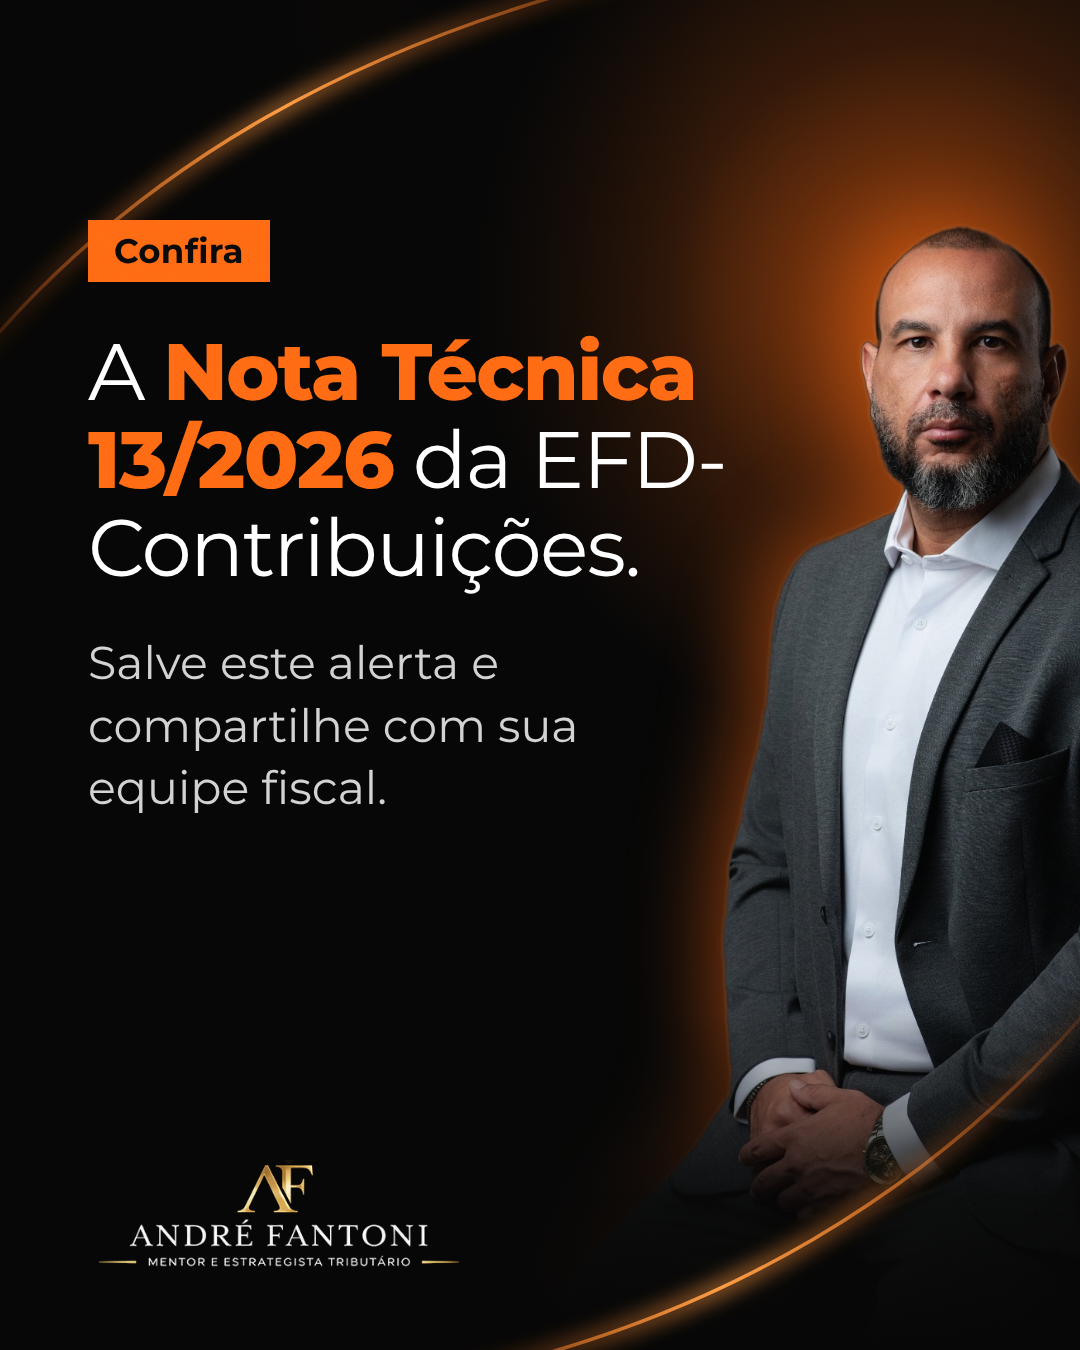 Confira
A Nota Técnica
13/2026 da EFD-
Contribuições.
Salve este alerta e
compartilhe com sua
equipe fiscal.
AF
ANDRÉ FANTONI
MENTOR E ESTRATEGISTA TRIBUTÁRIO